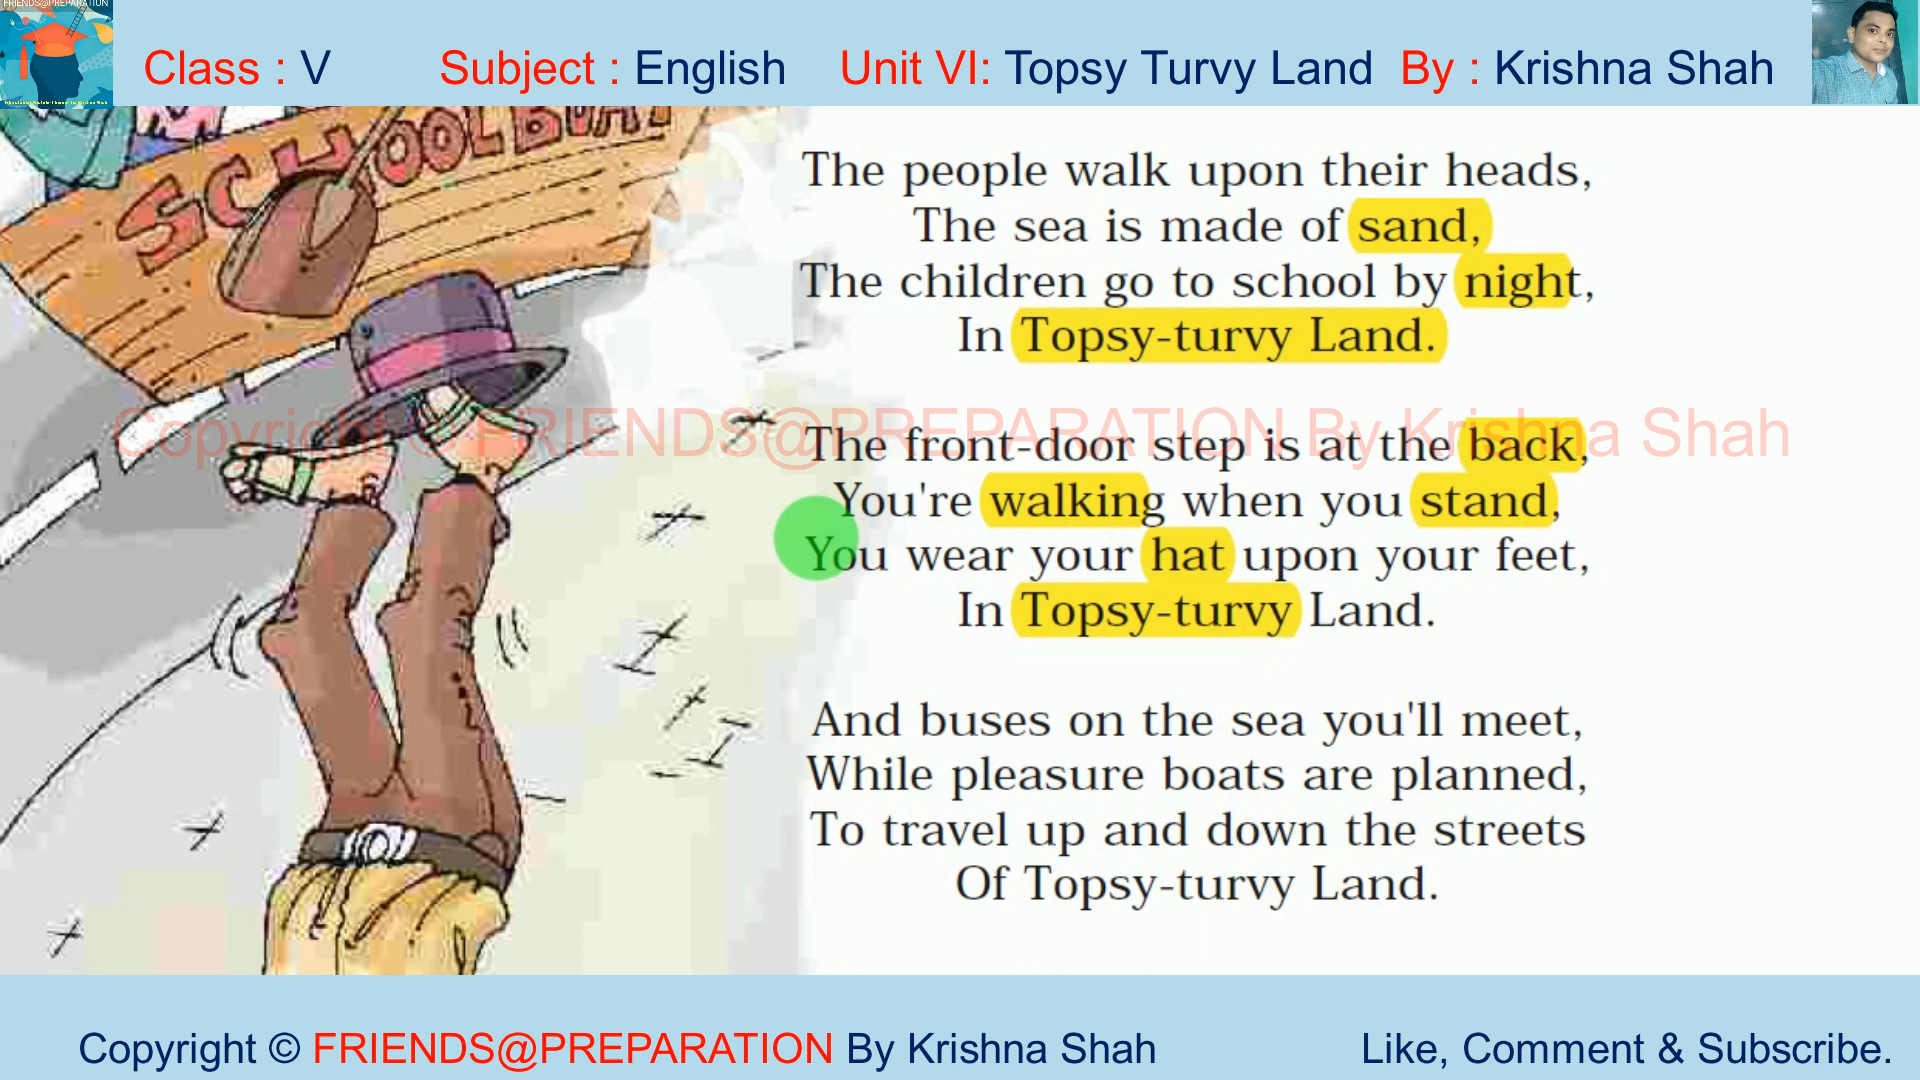 FRIENDS@PREPARATION
Class : V Subject : English Unit VI: Topsy Turvy Land By : Krishna Shah
SCHOOL BOAT
The people walk upon their heads,
The sea is made of sand,
The children go to school by night,
In Topsy-turvy Land.
Copyright © FRIENDS@PREPARATION By Krishna Shah
The front-door step is at the back,
You're walking when you stand,
You wear your hat upon your feet,
In Topsy-turvy Land.
And buses on the sea you'll meet,
While pleasure boats are planned,
To travel up and down the streets
Of Topsy-turvy Land.
Copyright © FRIENDS@PREPARATION By Krishna Shah
Like, Comment & Subscribe.